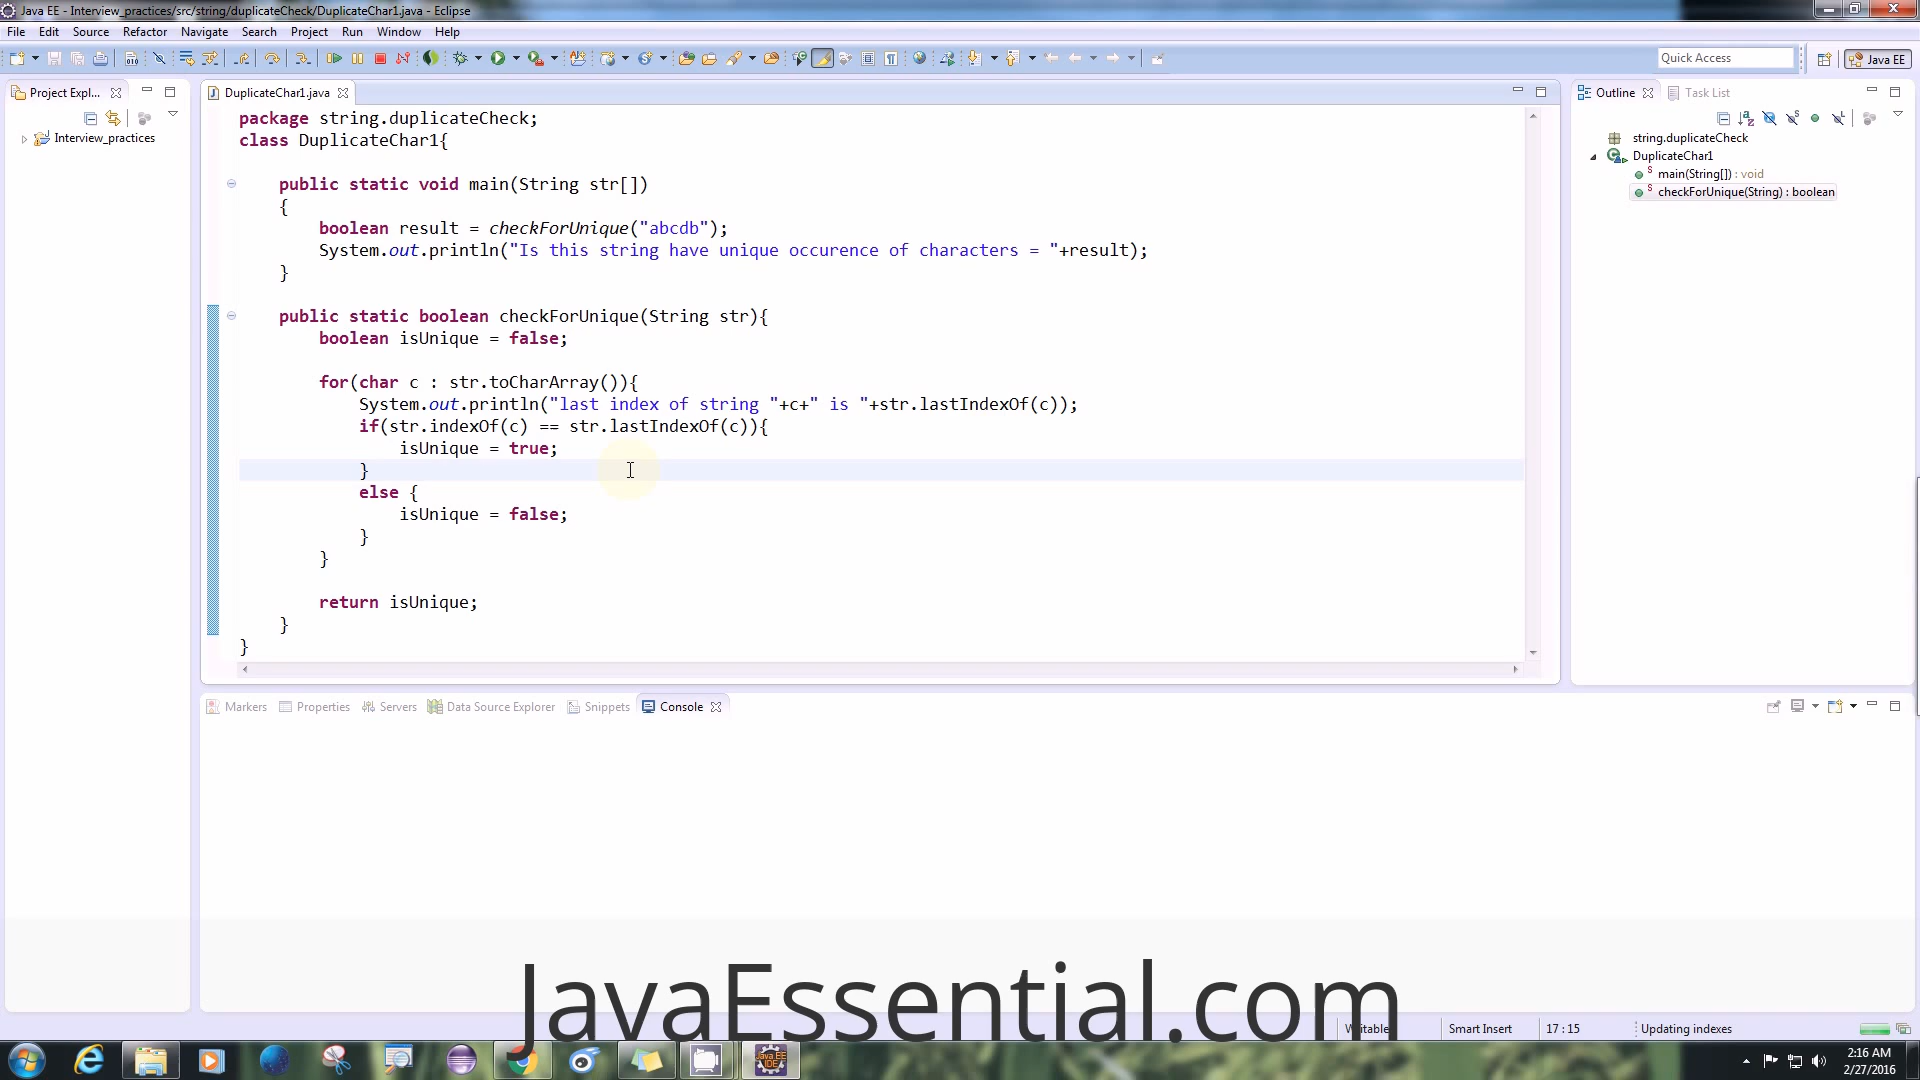 Java EE - Interview_practices/src/string/duplicateCheck/DuplicateChar1.java - Eclipse
File Edit Source Refactor Navigate Search Project Run Window Help
Quick Access
Java EE
Project Expl...
Interview_practices
DuplicateChar1.java
package string.duplicateCheck;
class DuplicateChar1{
public static void main(String str[])
{
boolean result = checkForUnique("abcdb");
System.out.println("Is this string have unique occurence of characters = "+result);
}
public static boolean checkForUnique(String str){
boolean isUnique = false;
for(char c : str.toCharArray()){
System.out.println("last index of string "+c+" is "+str.lastIndexOf(c));
if(str.indexOf(c) == str.lastIndexOf(c)){
isUnique = true;
}
else {
isUnique = false;
}
}
return isUnique;
}
}
Outline Task List
string.duplicateCheck
DuplicateChar1
main(String[]) : void
checkForUnique(String) : boolean
Markers Properties Servers Data Source Explorer Snippets Console
JavaEssential.com
Writable Smart Insert 17 : 15 Updating indexes
Java EE
IDE
2:16 AM
2/27/2016